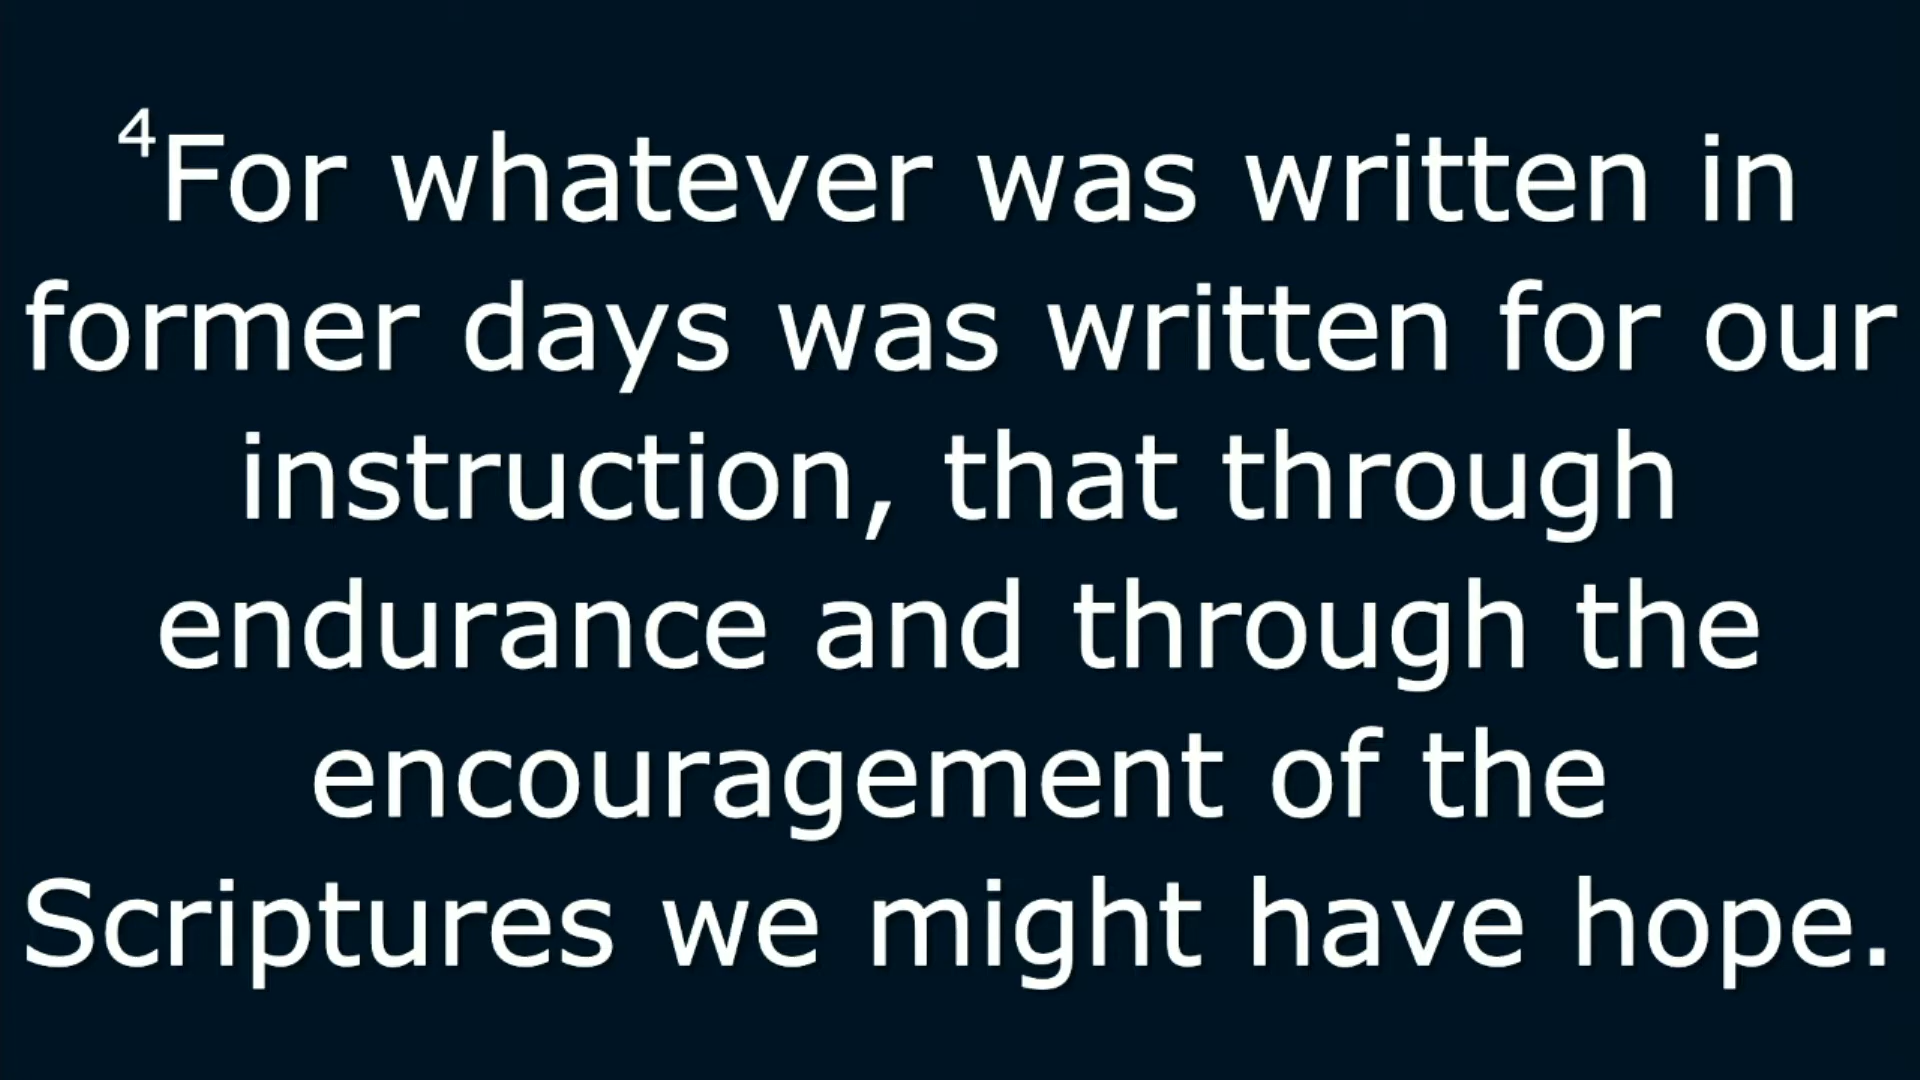 4For whatever was written in
former days was written for our
instruction, that through
endurance and through the
encouragement of the
Scriptures we might have hope.